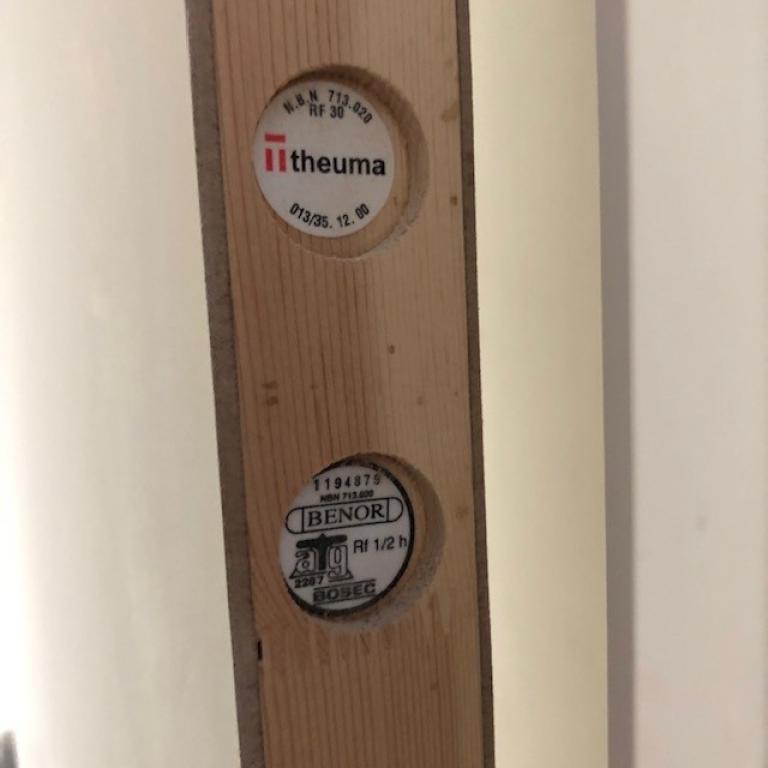 N.B.N 713.020
RF 30
theuma
013/35. 12. 00
1194879
NBN 713.020
BENOR
atg
Rf 1/2 h
2287
BOSEC